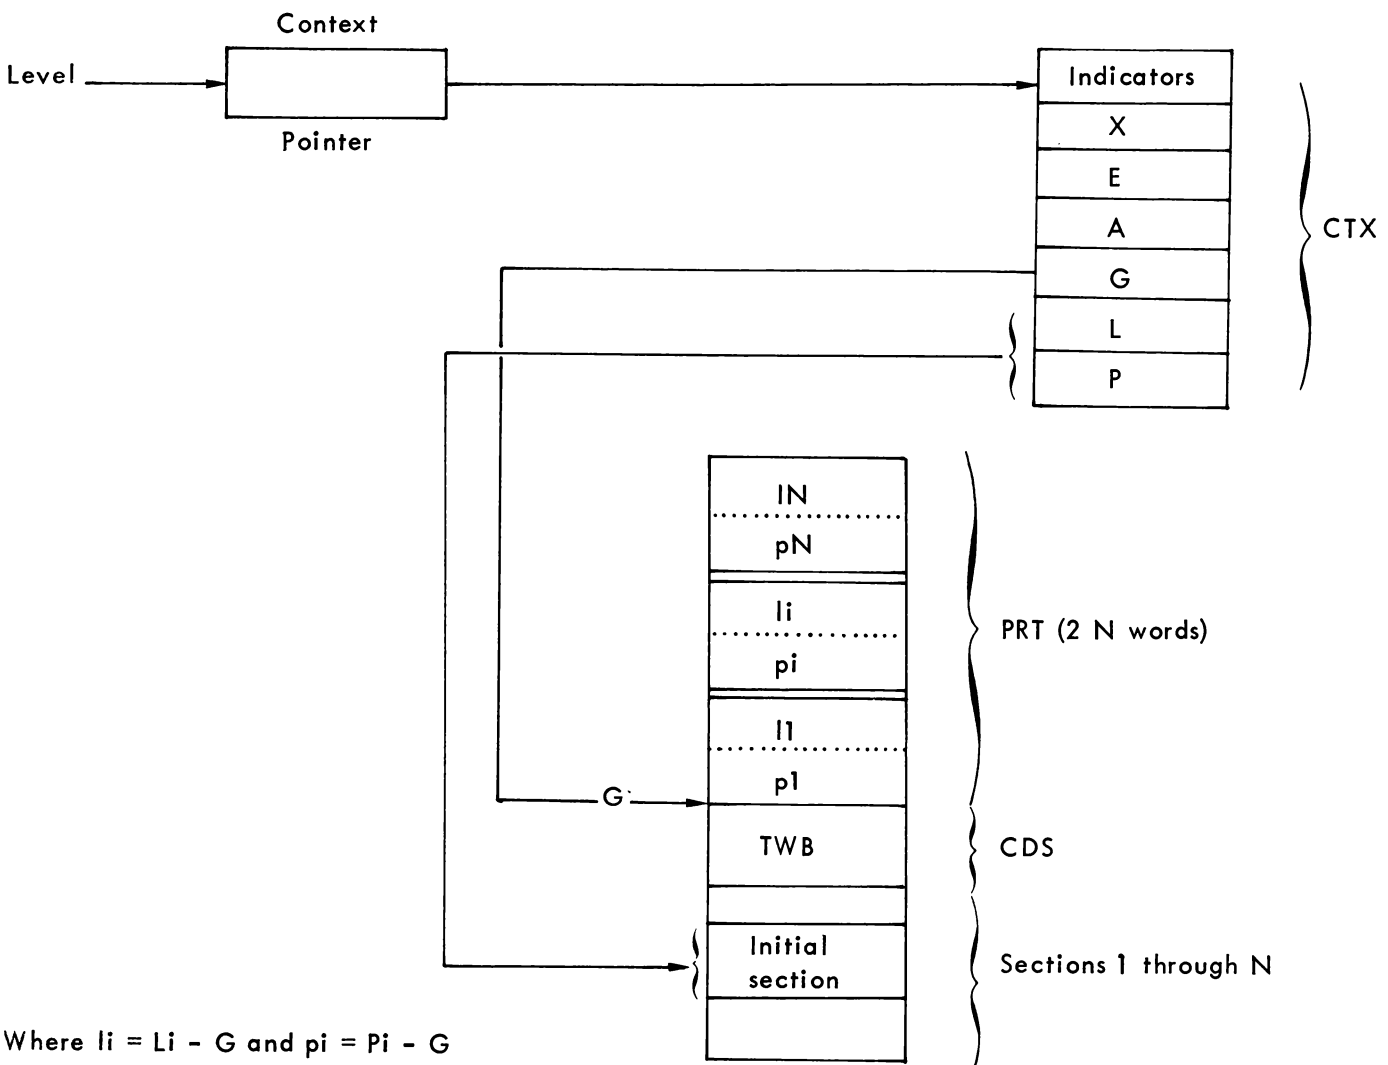 Context
Level
Pointer
Indicators
X
E
A
G
L
P
CTX
lN
pN
li
pi
l1
p1
PRT (2 N words)
G
TWB
CDS
Initial
section
Sections 1 through N
Where li = Li - G and pi = Pi - G